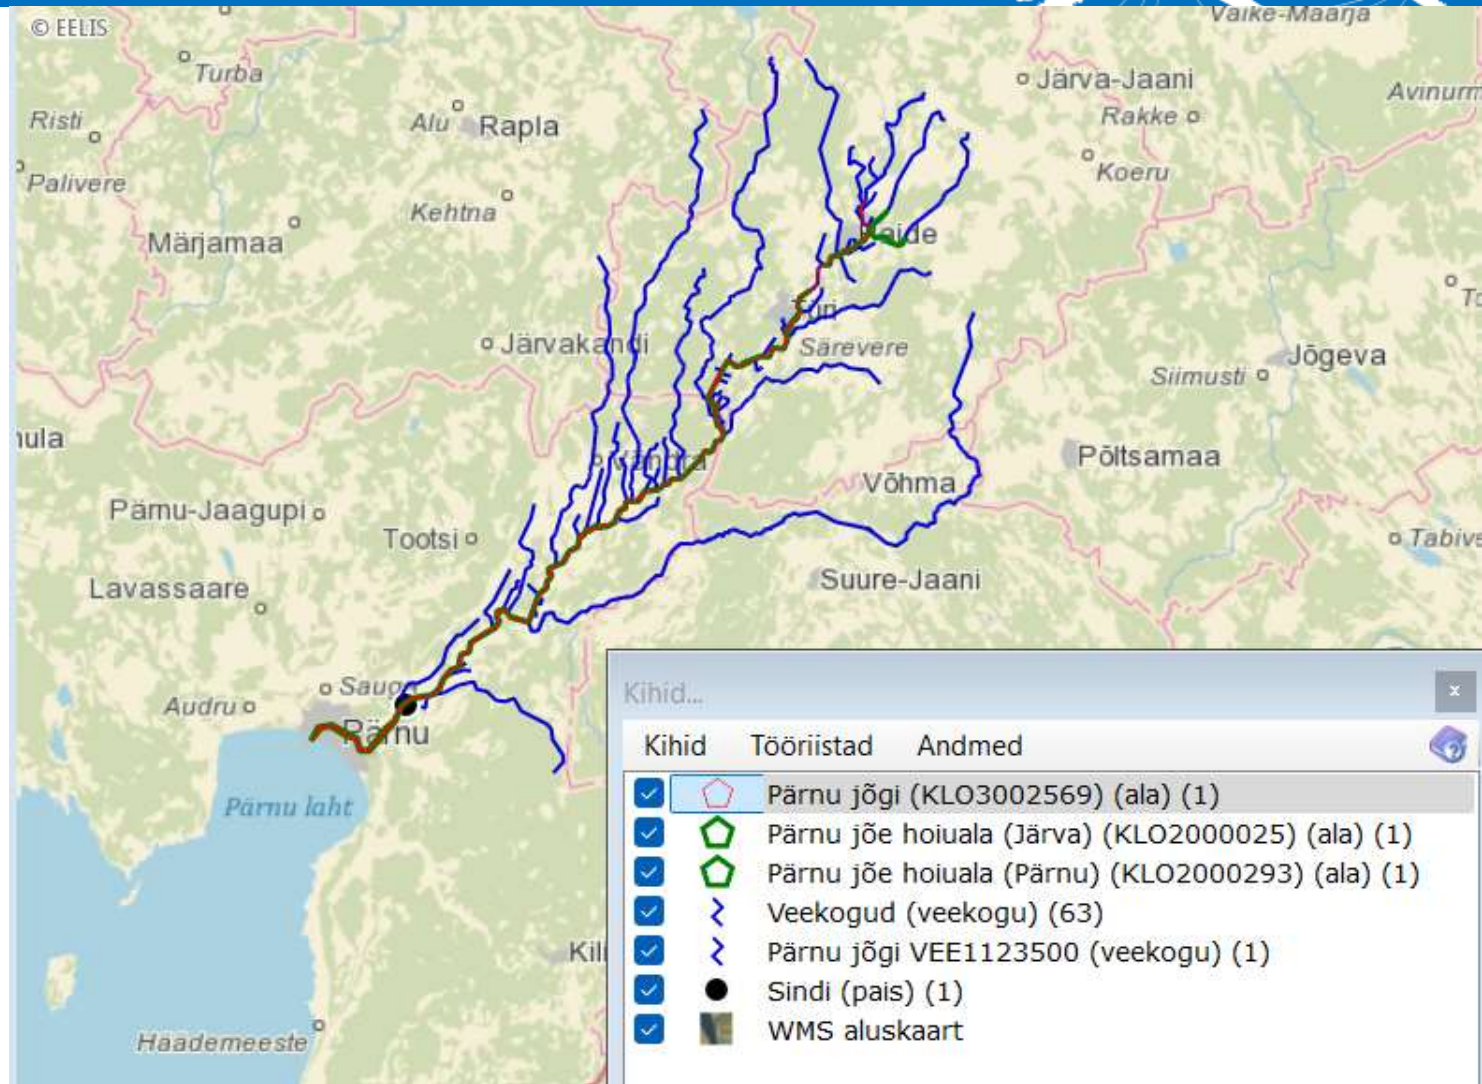 Väike-Maarja
© EELIS
Turba
Järva-Jaani
Risti
Alu
Rapla
Rakke
Koeru
Palivere
Kehtna
Märjamaa
Türi
Järvakandi
Särevere
Jõgeva
Siimusti
Põltsamaa
Vändra
Võhma
Pärnu-Jaagupi
Tootsi
Suure-Jaani
Lavassaare
Sauga
Audru
Pärnu
Pärnu laht
Häädemeeste
Kihid...
x
Kihid Tööriistad Andmed
Pärnu jõgi (KLO3002569) (ala) (1)
Pärnu jõe hoiuala (Järva) (KLO2000025) (ala) (1)
Pärnu jõe hoiuala (Pärnu) (KLO2000293) (ala) (1)
Veekogud (veekogu) (63)
Pärnu jõgi VEE1123500 (veekogu) (1)
Sindi (pais) (1)
WMS aluskaart